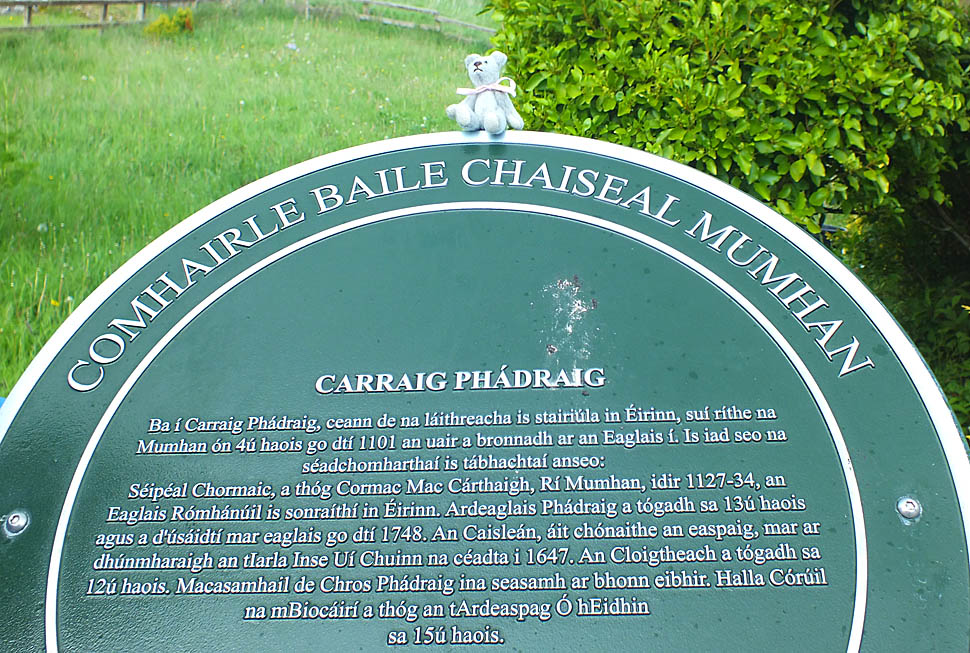 COMHAIRLE BAILE CHAISEAL MUMHAN
CARRAIG PHÁDRAIG
Ba í Carraig Phádraig, ceann de na láithreacha is stairiúla in Éirinn, suí ríthe na
Mumhan ón 4ú haois go dtí 1101 an uair a bronnadh ar an Eaglais í. Is iad seo na
séadchomharthaí is tábhachtaí anseo:
Séipéal Chormaic, a thóg Cormac Mac Cárthaigh, Rí Mumhan, idir 1127-34, an
Eaglais Rómhánúil is sonraíthí in Éirinn. Ardeaglais Phádraig a tógadh sa 13ú haois
agus a d'úsáidtí mar eaglais go dtí 1748. An Caisleán, áit chónaithe an easpaig, mar ar
dhúnmharaigh an tIarla Inse Uí Chuinn na céadta i 1647. An Cloigtheach a tógadh sa
12ú haois. Macasamhail de Chros Phádraig ina seasamh ar bhonn eibhir. Halla Córúil
na mBiocáirí a thóg an tArdeaspag Ó hEidhin
sa 15ú haois.